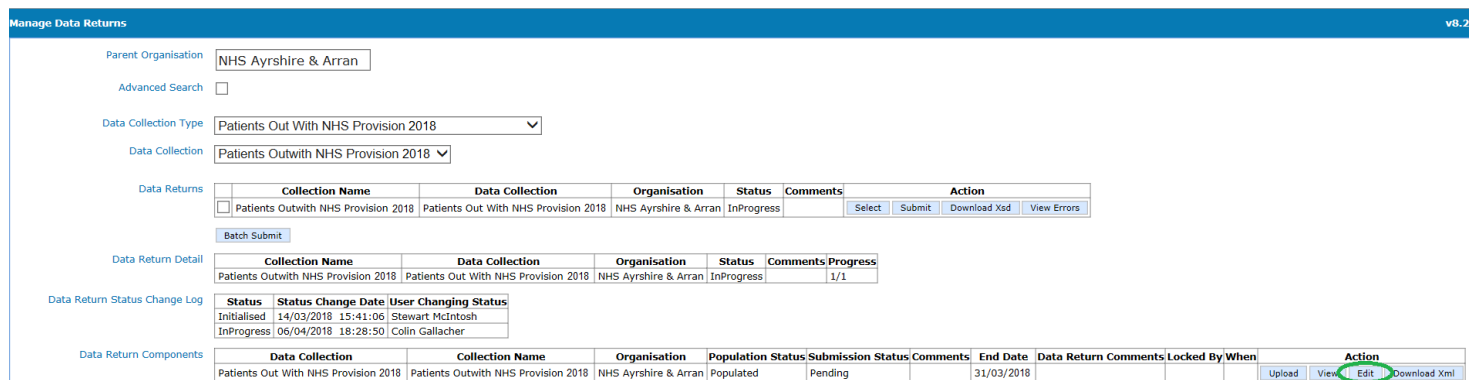 Manage Data Returns v8.2
Parent Organisation NHS Ayrshire & Arran
Advanced Search
Data Collection Type Patients Out With NHS Provision 2018
Data Collection Patients Outwith NHS Provision 2018
Data Returns Collection Name Data Collection Organisation Status Comments Action
Patients Outwith NHS Provision 2018 Patients Out With NHS Provision 2018 NHS Ayrshire & Arran InProgress Select Submit Download Xsd View Errors
Batch Submit
Data Return Detail Collection Name Data Collection Organisation Status Comments Progress
Patients Outwith NHS Provision 2018 Patients Out With NHS Provision 2018 NHS Ayrshire & Arran InProgress 1/1
Data Return Status Change Log Status Status Change Date User Changing Status
Initialised 14/03/2018 15:41:06 Stewart McIntosh
InProgress 06/04/2018 18:28:50 Colin Gallacher
Data Return Components Data Collection Collection Name Organisation Population Status Submission Status Comments End Date Data Return Comments Locked By When Action
Patients Out With NHS Provision 2018 Patients Outwith NHS Provision 2018 NHS Ayrshire & Arran Populated Pending 31/03/2018 Upload View Edit Download Xml